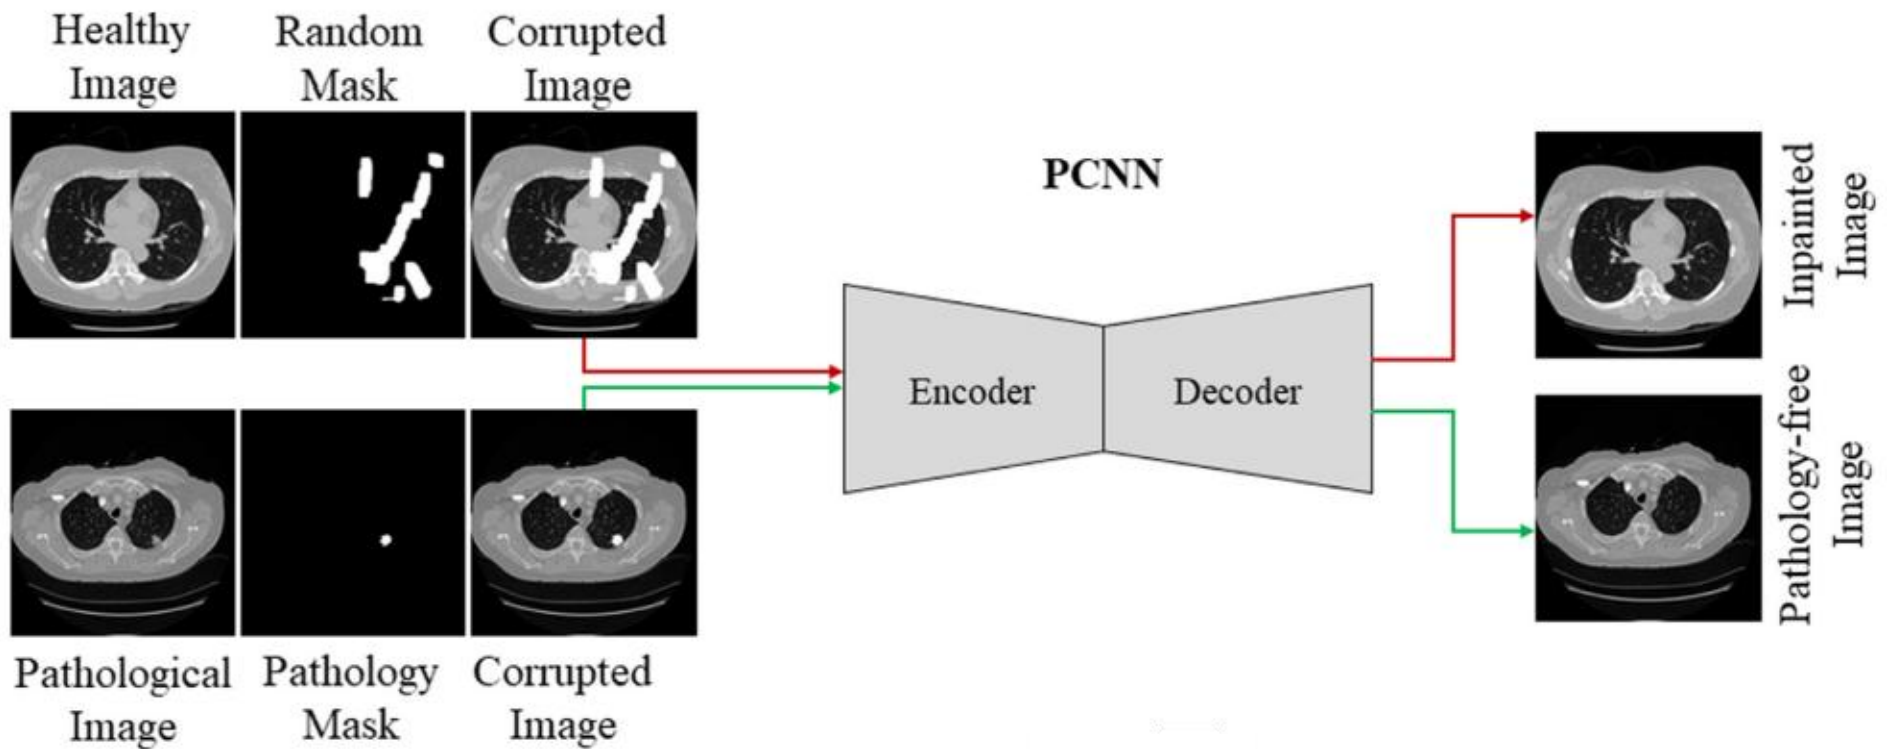 Healthy
Image
Random
Mask
Corrupted
Image
PCNN
Encoder
Decoder
Inpainted
Image
Pathology-free
Image
Pathological
Image
Pathology
Mask
Corrupted
Image